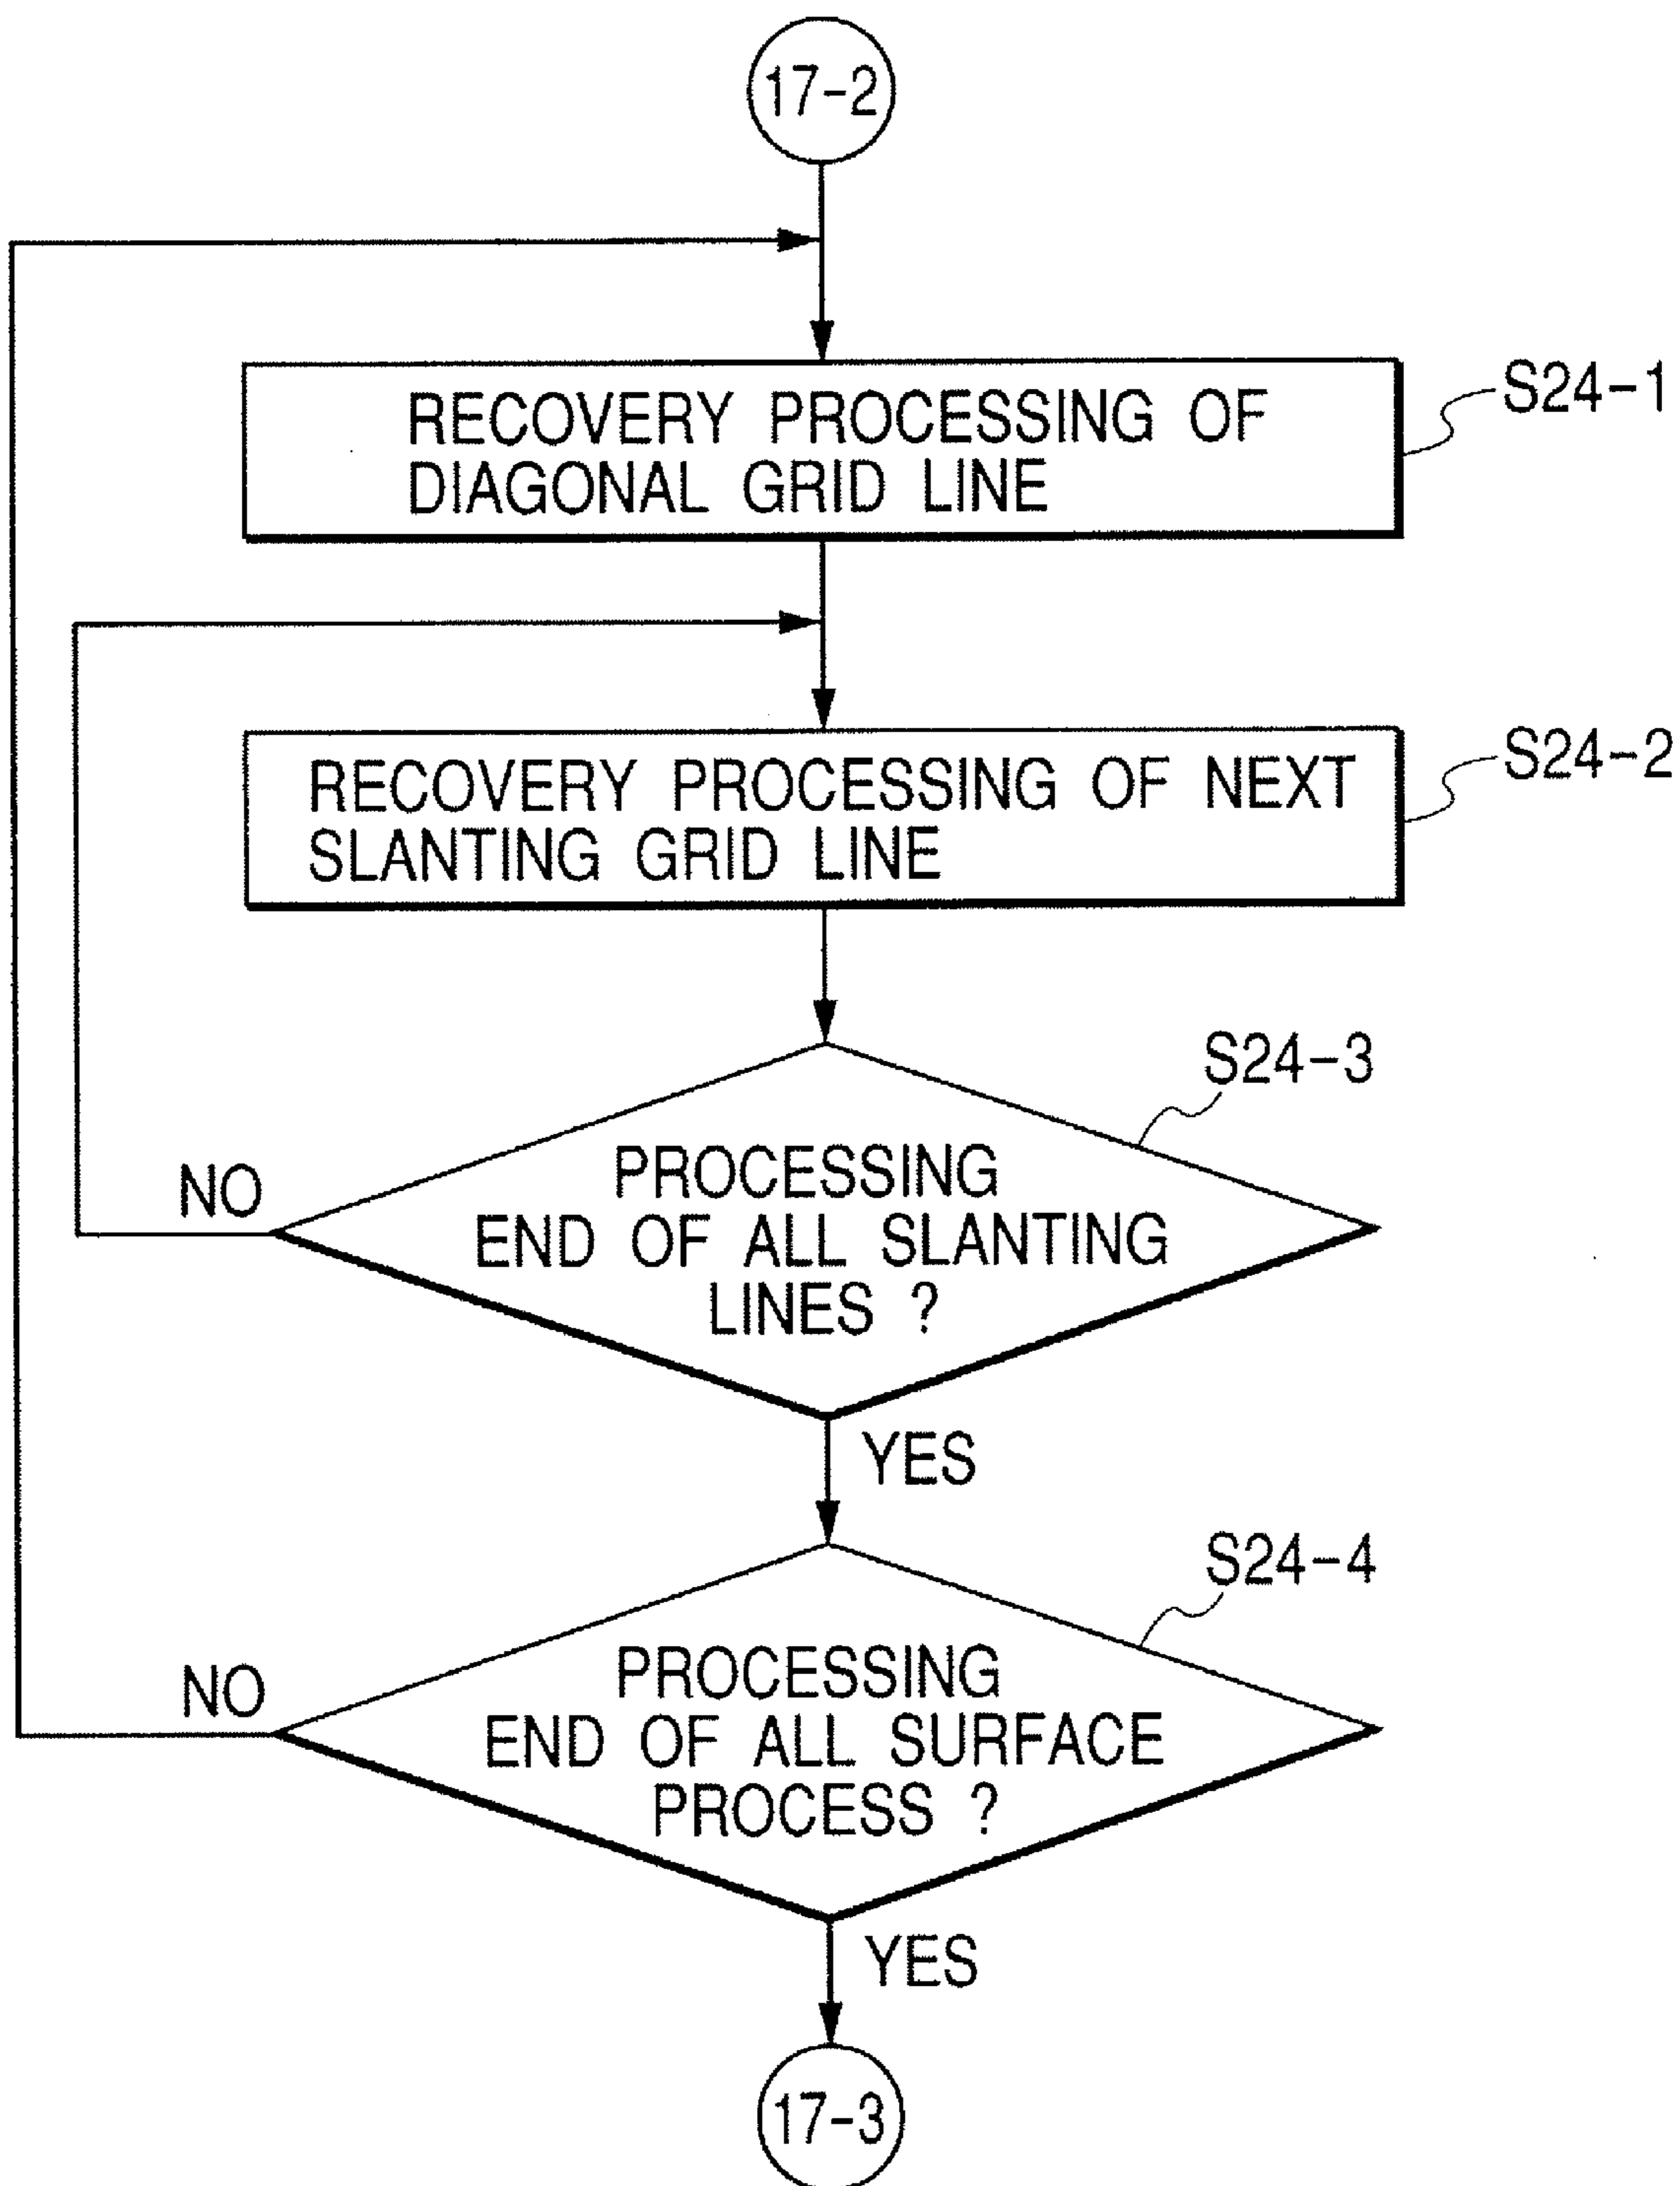 17-2
RECOVERY PROCESSING OF
DIAGONAL GRID LINE
S24-1
RECOVERY PROCESSING OF NEXT
SLANTING GRID LINE
S24-2
S24-3
PROCESSING
END OF ALL SLANTING
LINES ?
NO
YES
S24-4
PROCESSING
END OF ALL SURFACE
PROCESS ?
NO
YES
17-3